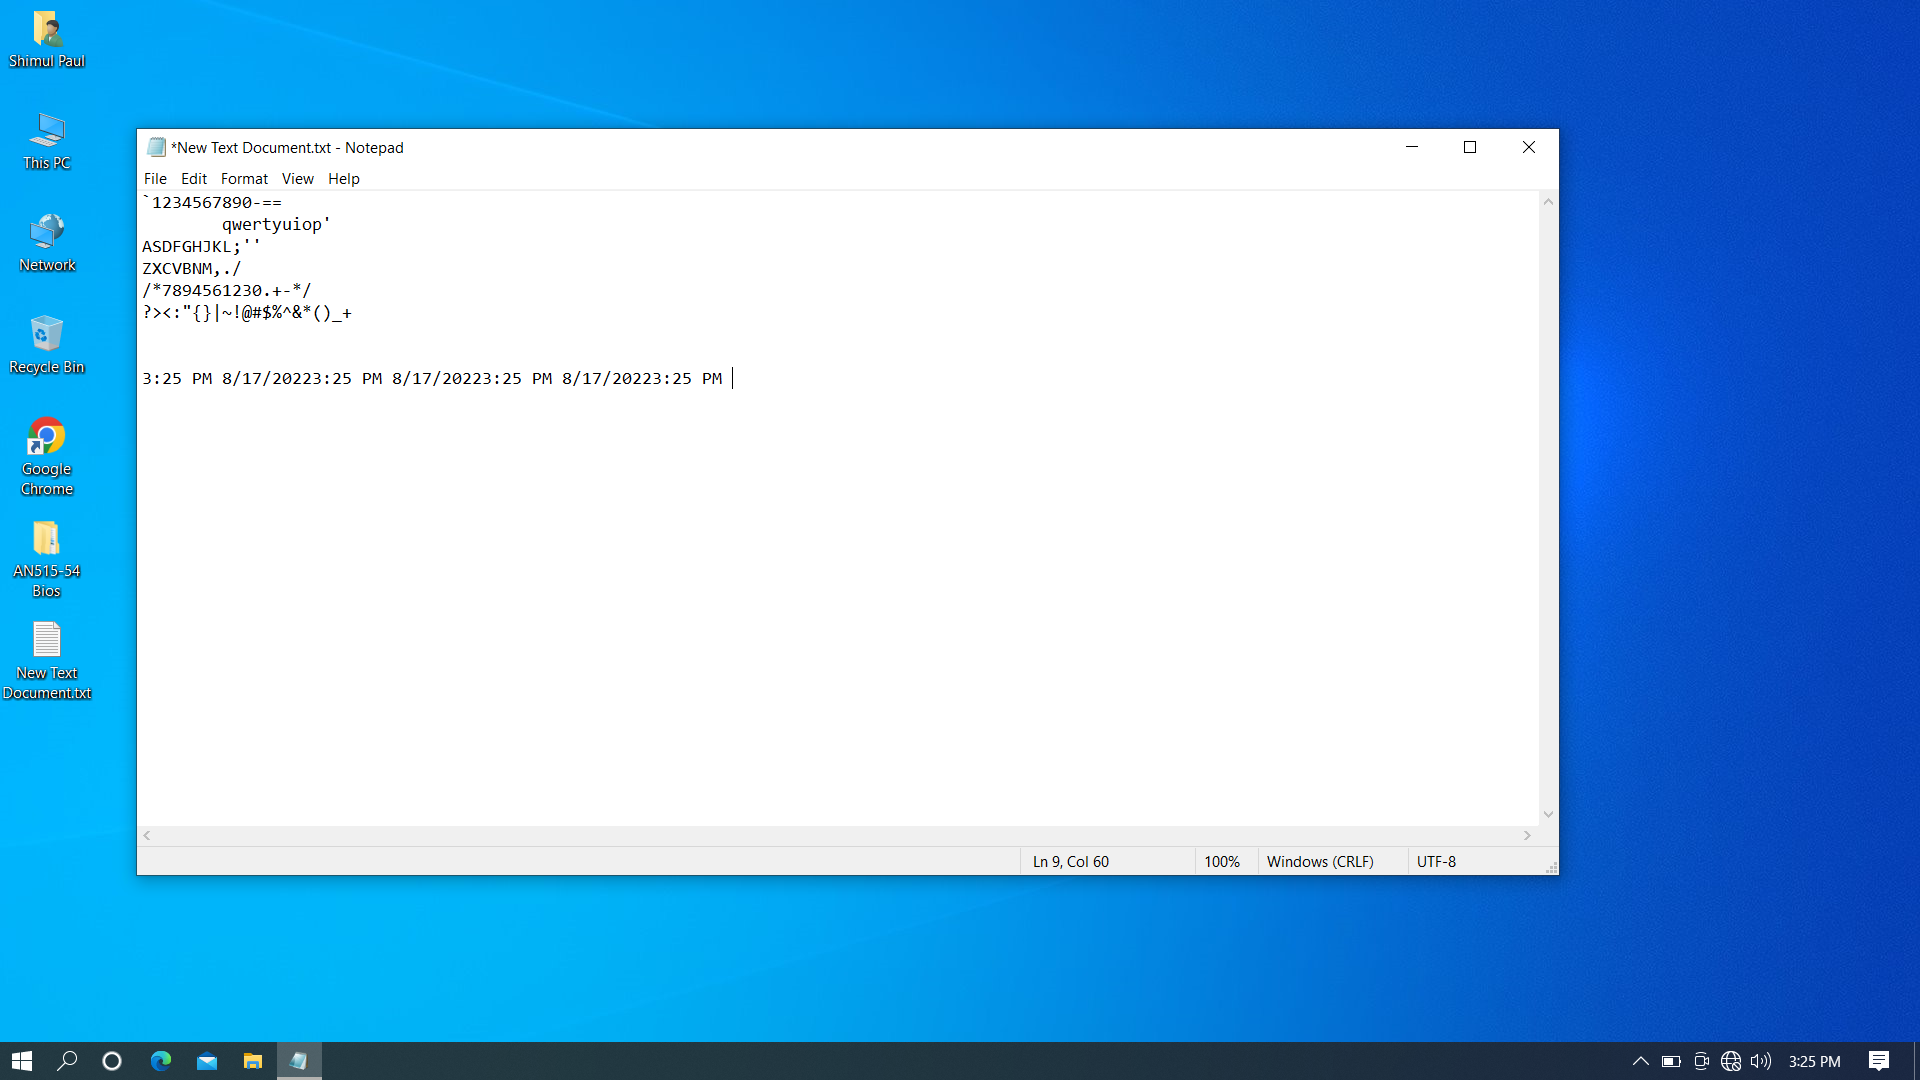 Shimul Paul
This PC
Network
Recycle Bin
Google
Chrome
AN515-54
Bios
New Text
Document.txt
*New Text Document.txt - Notepad
File Edit Format View Help
`1234567890-==
        qwertyuiop'
ASDFGHJKL;''
ZXCVBNM,./
/*7894561230.+-*/
?><:"{}|~!@#$%^&*()_+
3:25 PM 8/17/20223:25 PM 8/17/20223:25 PM 8/17/20223:25 PM
Ln 9, Col 60 100% Windows (CRLF) UTF-8
3:25 PM